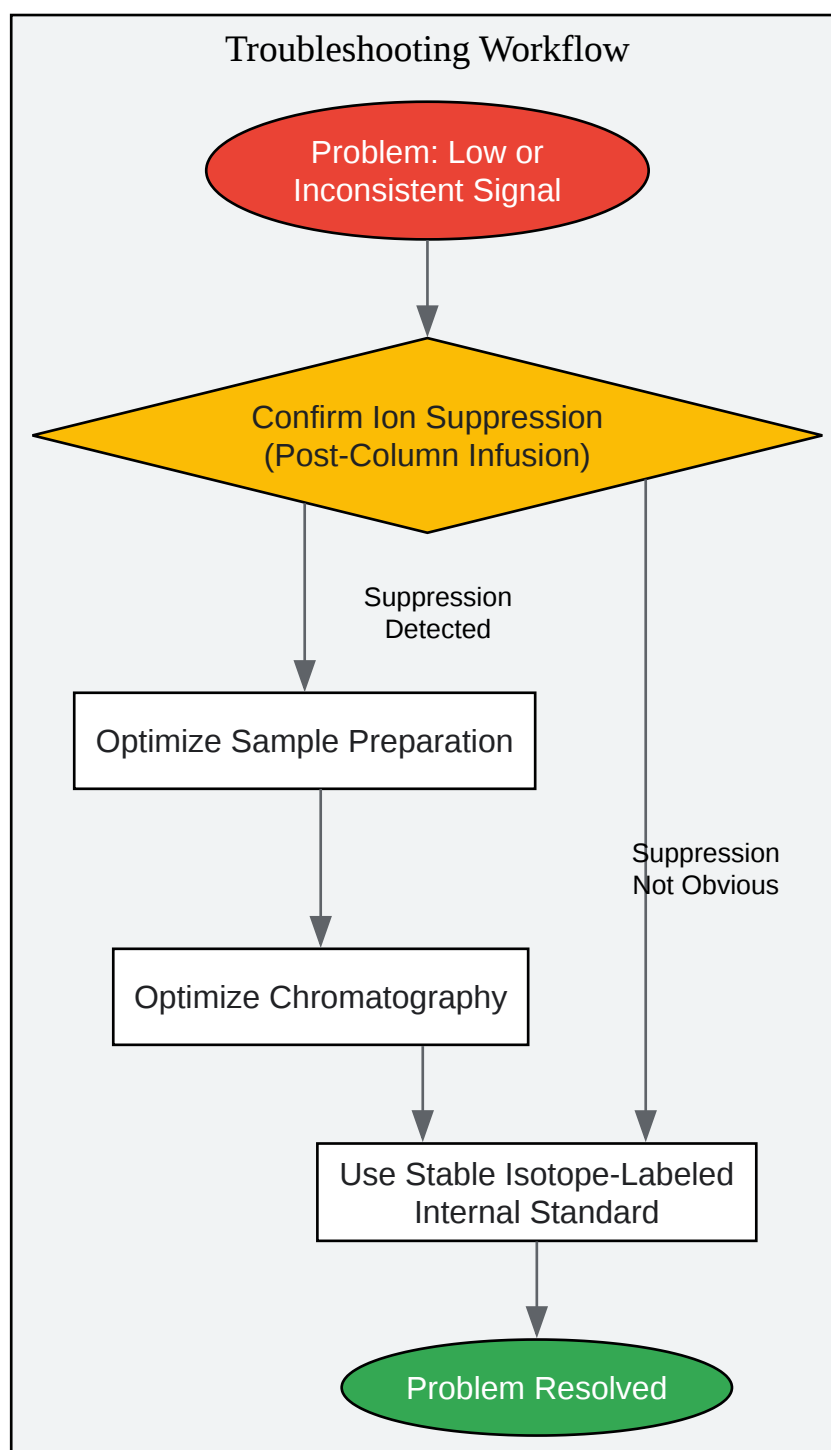 Troubleshooting Workflow
Problem: Low or
Inconsistent Signal
Confirm Ion Suppression
(Post-Column Infusion)
Suppression
Detected
Optimize Sample Preparation
Suppression
Not Obvious
Optimize Chromatography
Use Stable Isotope-Labeled
Internal Standard
Problem Resolved